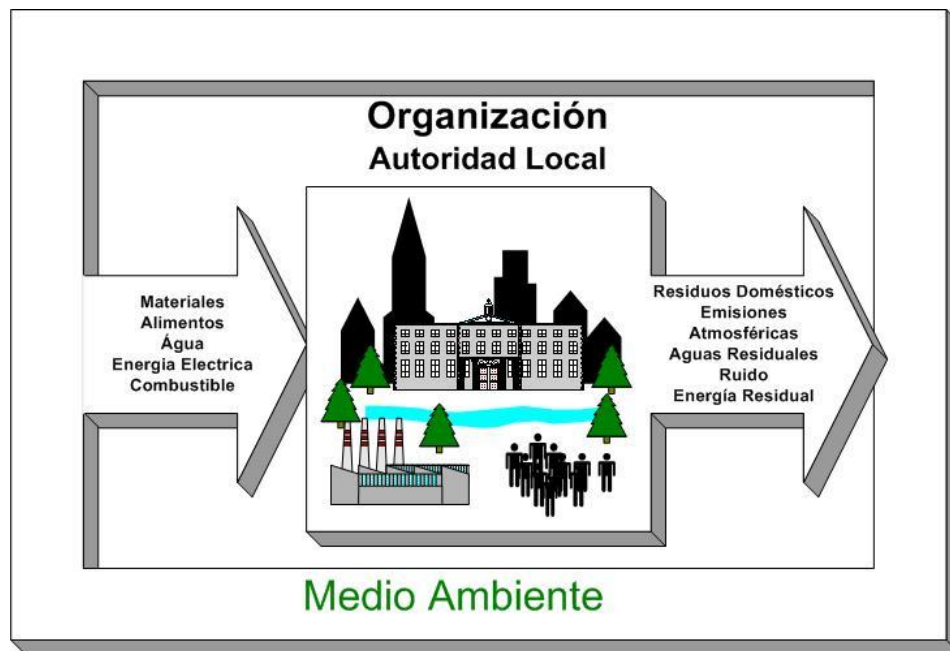 Organización
Autoridad Local
Materiales
Alimentos
Água
Energia Electrica
Combustible
Residuos Domésticos
Emisiones
Atmosféricas
Aguas Residuales
Ruido
Energía Residual
Medio Ambiente